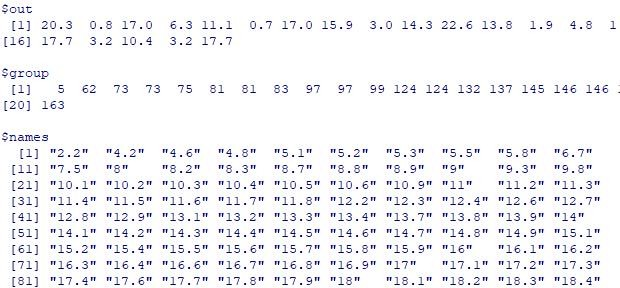 $out
[1] 20.3 0.8 17.0 6.3 11.1 0.7 17.0 15.9 3.0 14.3 22.6 13.8 1.9 4.8 1
[16] 17.7 3.2 10.4 3.2 17.7
$group
[1] 5 62 73 73 75 81 81 83 97 97 99 124 124 132 137 145 146 146
[20] 163
$names
[1] "2.2" "4.2" "4.6" "4.8" "5.1" "5.2" "5.3" "5.5" "5.8" "6.7"
[11] "7.5" "8" "8.2" "8.3" "8.7" "8.8" "8.9" "9" "9.3" "9.8"
[21] "10.1" "10.2" "10.3" "10.4" "10.5" "10.6" "10.9" "11" "11.2" "11.3"
[31] "11.4" "11.5" "11.6" "11.7" "11.8" "12.2" "12.3" "12.4" "12.6" "12.7"
[41] "12.8" "12.9" "13.1" "13.2" "13.3" "13.4" "13.7" "13.8" "13.9" "14"
[51] "14.1" "14.2" "14.3" "14.4" "14.5" "14.6" "14.7" "14.8" "14.9" "15.1"
[61] "15.2" "15.4" "15.5" "15.6" "15.7" "15.8" "15.9" "16" "16.1" "16.2"
[71] "16.3" "16.4" "16.6" "16.7" "16.8" "16.9" "17" "17.1" "17.2" "17.3"
[81] "17.4" "17.6" "17.7" "17.8" "17.9" "18" "18.1" "18.2" "18.3" "18.4"